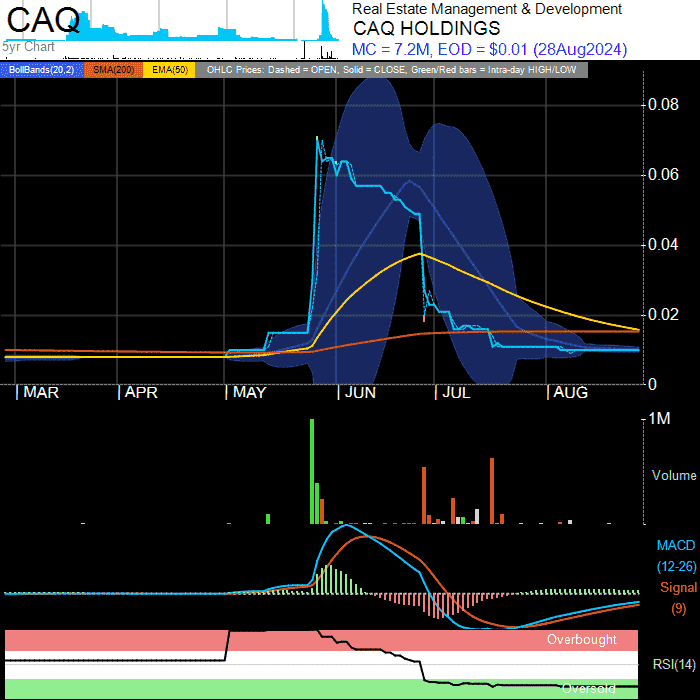 CAQ
5yr Chart
Real Estate Management & Development
CAQ HOLDINGS
MC = 7.2M, EOD = $0.01 (28Aug2024)
BollBands(20,2) SMA(200) EMA(50) OHLC Prices: Dashed = OPEN, Solid = CLOSE, Green/Red bars = Intra-day HIGH/LOW
0.08
0.06
0.04
0.02
0
| MAR | APR | MAY | JUN | JUL | AUG
1M
Volume
MACD
(12-26)
Signal
(9)
Overbought
RSI(14)
Oversold